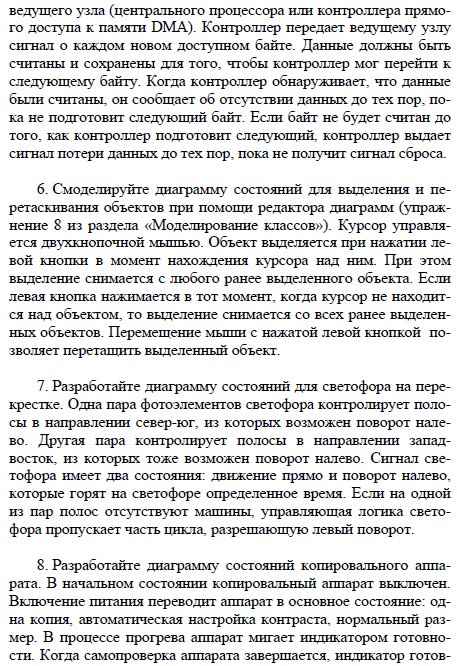 ведущего узла (центрального процессора или контроллера прямо-
го доступа к памяти DMA). Контроллер передает ведущему узлу
сигнал о каждом новом доступном байте. Данные должны быть
считаны и сохранены для того, чтобы контроллер мог перейти к
следующему байту. Когда контроллер обнаруживает, что данные
были считаны, он сообщает об отсутствии данных до тех пор, по-
ка не подготовит следующий байт. Если байт не будет считан до
того, как контроллер подготовит следующий, контроллер выдает
сигнал потери данных до тех пор, пока не получит сигнал сброса.
6. Смоделируйте диаграмму состояний для выделения и пе-
ретаскивания объектов при помощи редактора диаграмм (упраж-
нение 8 из раздела «Моделирование классов»). Курсор управля-
ется двухкнопочной мышью. Объект выделяется при нажатии ле-
вой кнопки в момент нахождения курсора над ним. При этом
выделение снимается с любого ранее выделенного объекта. Если
левая кнопка нажимается в тот момент, когда курсор не находит-
ся над объектом, то выделение снимается со всех ранее выделен-
ных объектов. Перемещение мыши с нажатой левой кнопкой по-
зволяет перетащить выделенный объект.
7. Разработайте диаграмму состояний для светофора на пере-
крестке. Одна пара фотоэлементов светофора контролирует поло-
сы в направлении север-юг, из которых возможен поворот нале-
во. Другая пара контролирует полосы в направлении запад-
восток, из которых тоже возможен поворот налево. Сигнал све-
тофора имеет два состояния: движение прямо и поворот налево,
которые горят на светофоре определенное время. Если на одной
из пар полос отсутствуют машины, управляющая логика свето-
фора пропускает часть цикла, разрешающую левый поворот.
8. Разработайте диаграмму состояний копировального аппа-
рата. В начальном состоянии копировальный аппарат выключен.
Включение питания переводит аппарат в основное состояние: од-
на копия, автоматическая настройка контраста, нормальный раз-
мер. В процессе прогрева аппарат мигает индикатором готовно-
сти. Когда самопроверка аппарата завершается, индикатор готов-